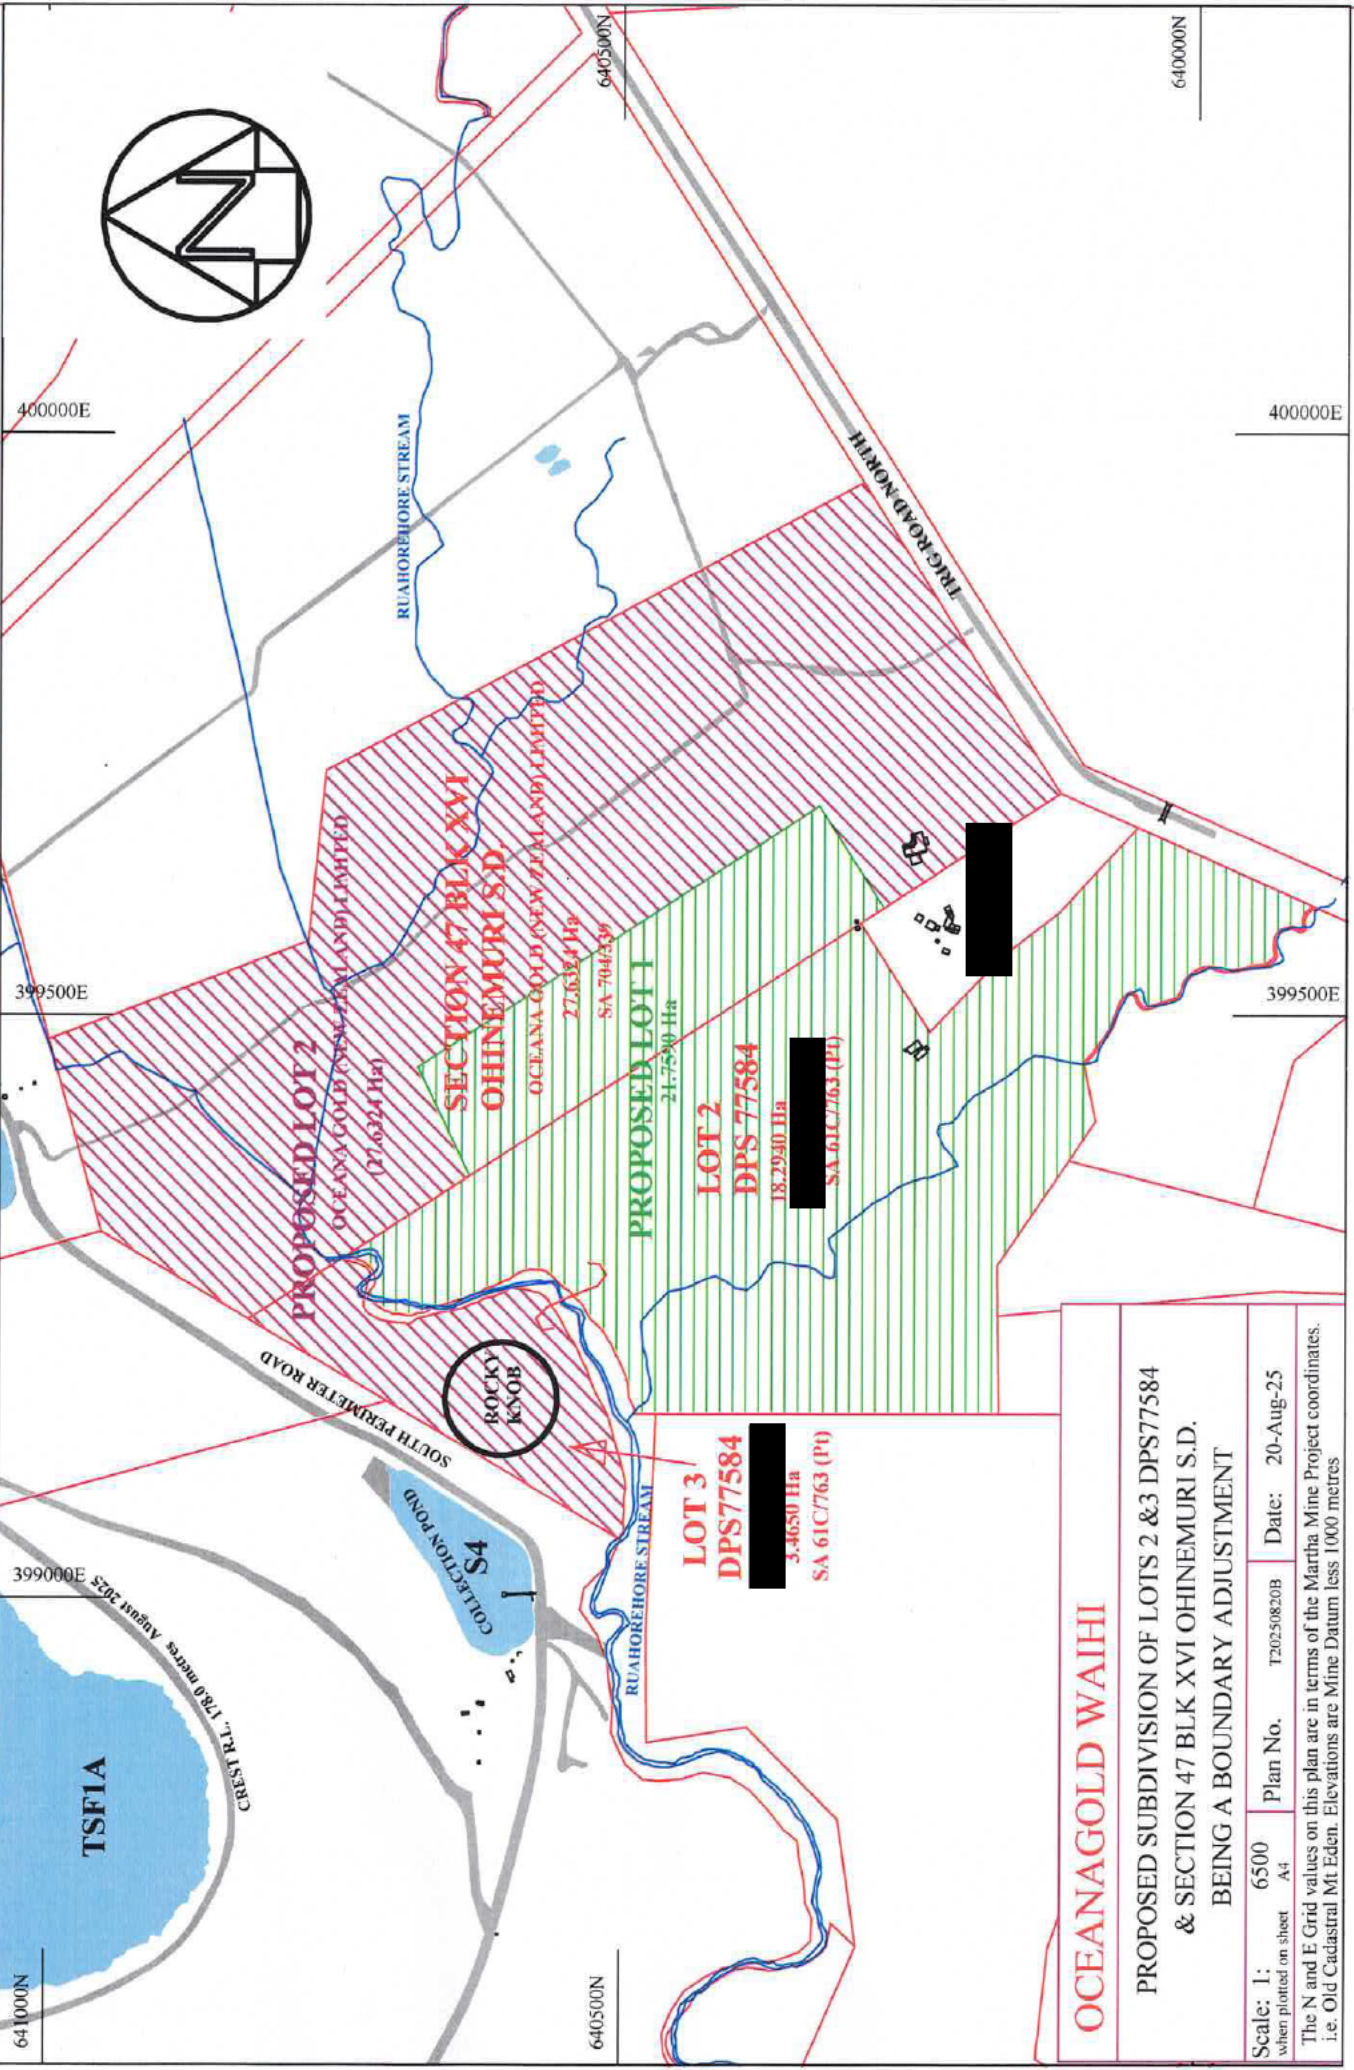 641000N
640500N
399000E
399500E
400000E
TSF1A
CREST R.L. 178.0 metres August 2025
S4
COLLECTION POND
SOUTH PERIMETER ROAD
ROCKY
KNOB
RUAHOREHORE STREAM
LOT 3
DPS77584
3.4650 Ha
SA 61C/763 (Pt)
PROPOSED LOT 2
OCEANA GOLD (NEW ZEALAND) LIMITED
(27.6324 Ha)
SECTION 47 BLK XVI
OHINEMURI S.D.
OCEANA GOLD (NEW ZEALAND) LIMITED
27.6324 Ha
SA 704/339
PROPOSED LOT 1
21.7590 Ha
LOT 2
DPS 77584
18.2940 Ha
SA 61C/763 (Pt)
RUAHOREHORE STREAM
N
TRIG ROAD NORTH
640500N
640000N
399500E
400000E
OCEANAGOLD WAIHI
PROPOSED SUBDIVISION OF LOTS 2 &3 DPS77584
& SECTION 47 BLK XVI OHINEMURI S.D.
BEING A BOUNDARY ADJUSTMENT
Scale: 1: 6500
when plotted on sheet A4
Plan No. T20250820B
Date: 20-Aug-25
The N and E Grid values on this plan are in terms of the Martha Mine Project coordinates.
i.e. Old Cadastral Mt Eden. Elevations are Mine Datum less 1000 metres